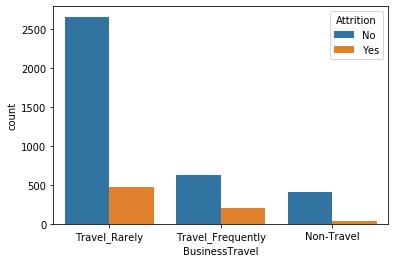 Attrition
No
Yes
2500
2000
1500
1000
500
0
count
Travel_Rarely
Travel_Frequently
Non-Travel
BusinessTravel